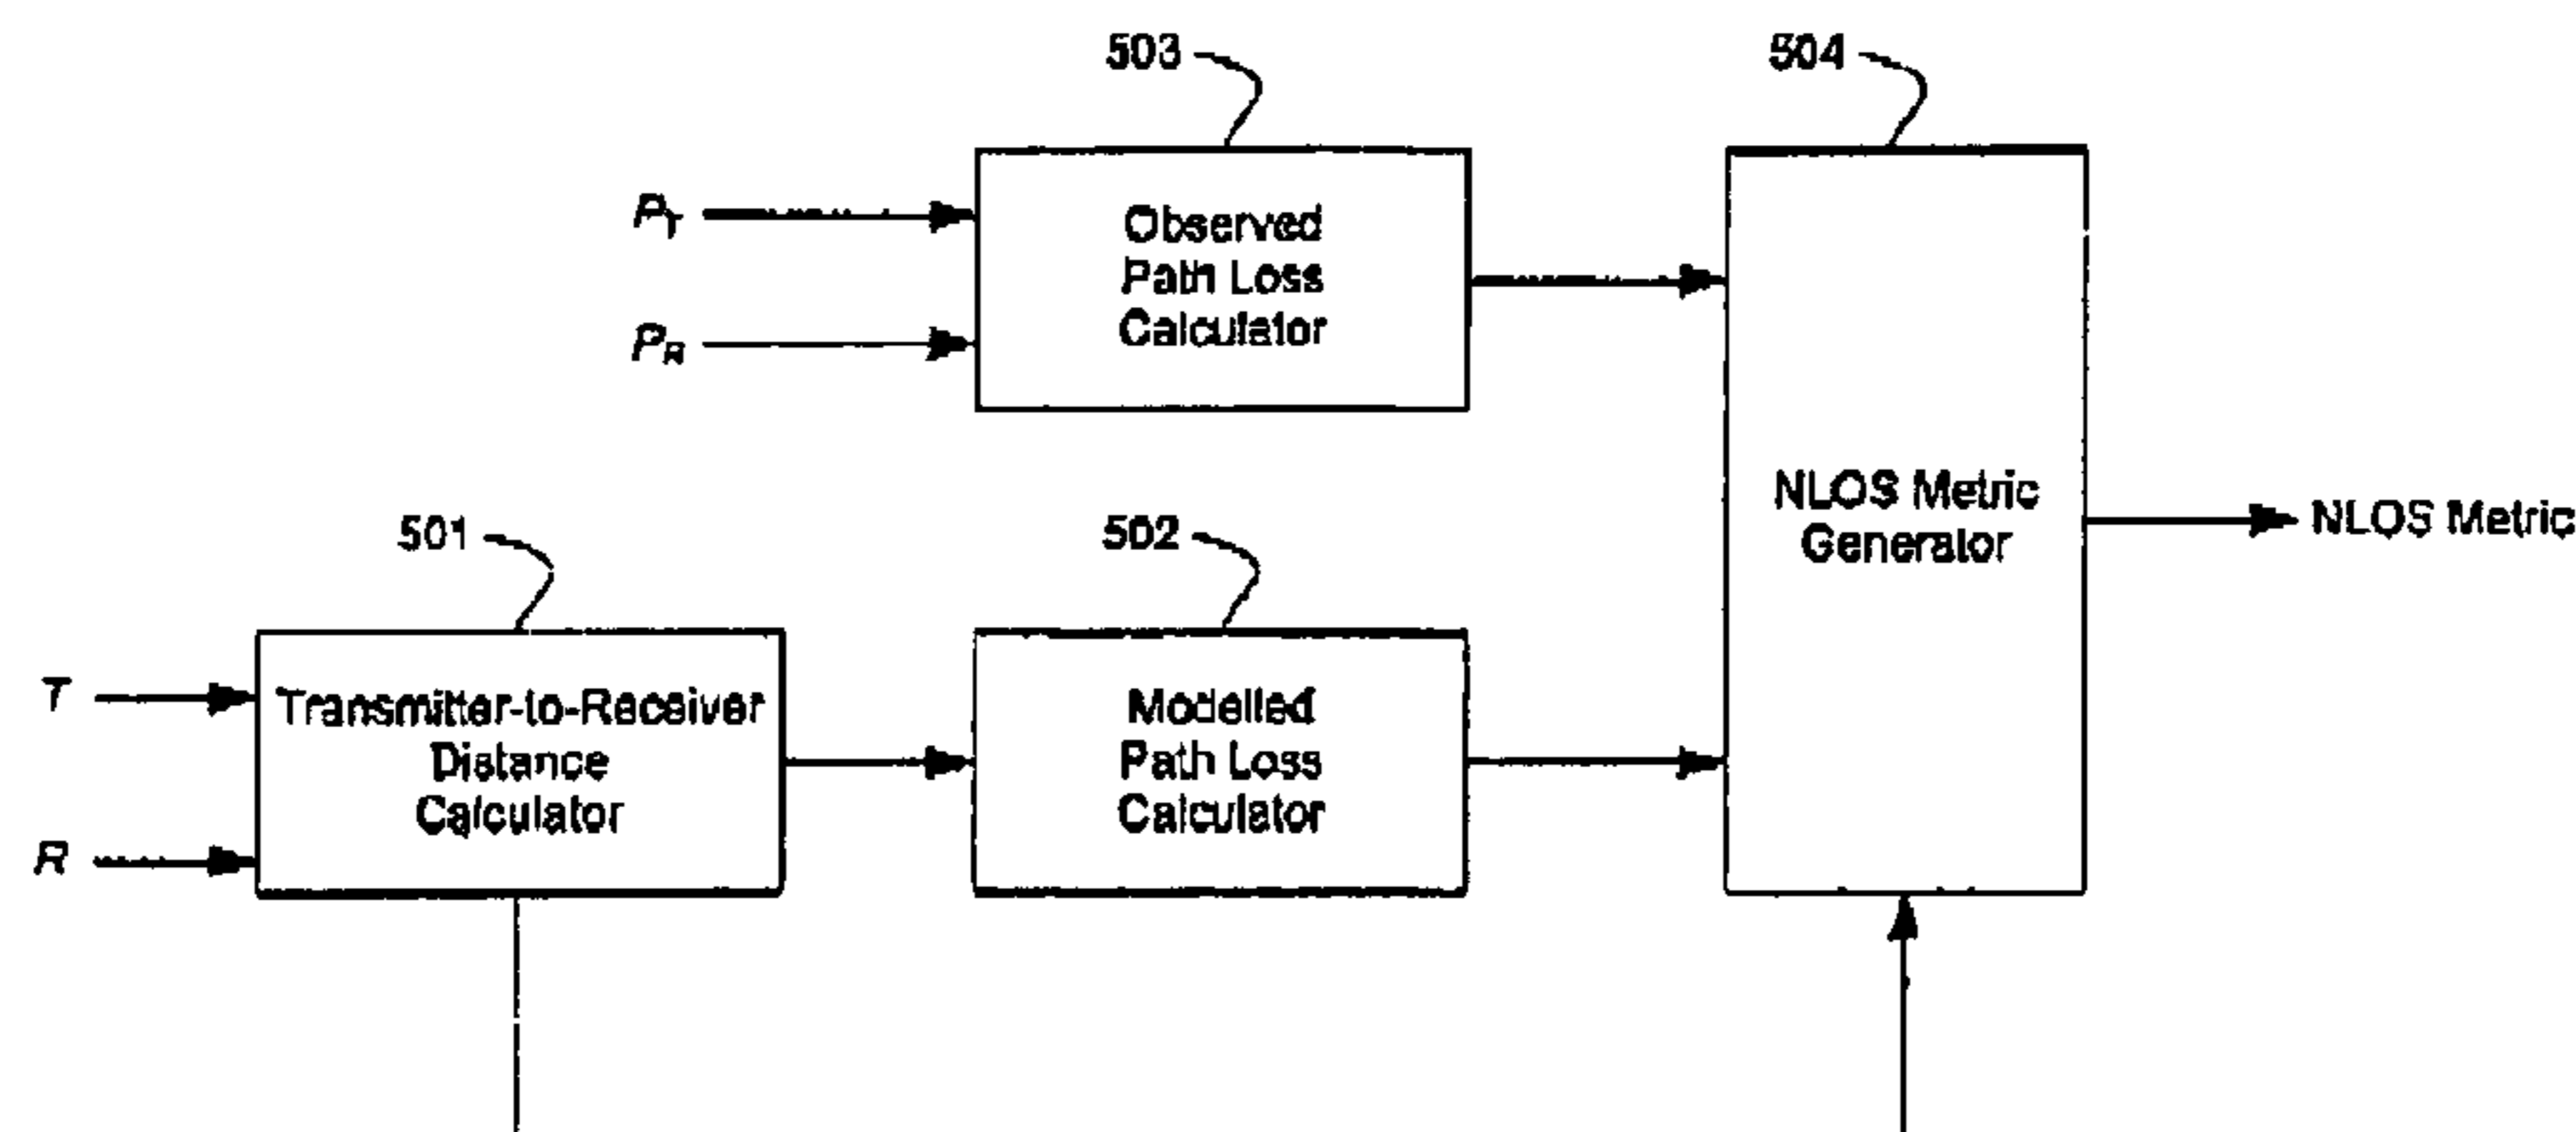 503
504
P_T
Observed
Path Loss
Calculator
P_R
NLOS Metric
Generator
NLOS Metric
501
502
T
Transmitter-to-Receiver
Distance
Calculator
Modelled
Path Loss
Calculator
R